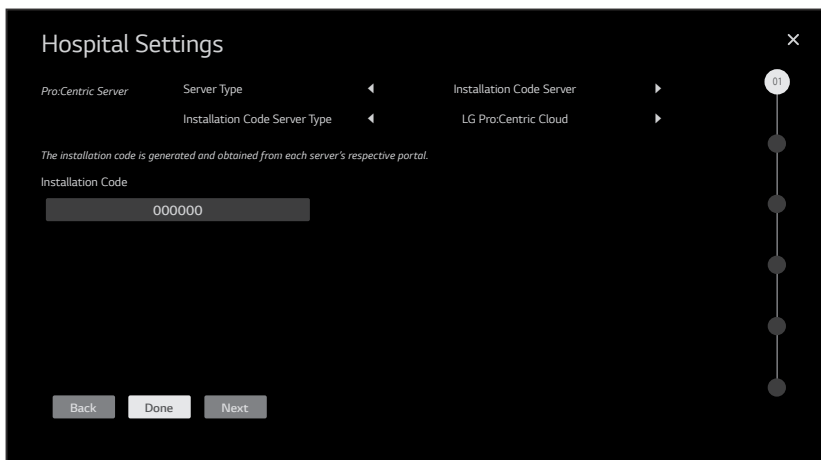 Hospital Settings
Pro:Centric Server Server Type Installation Code Server
01
Installation Code Server Type LG Pro:Centric Cloud
The installation code is generated and obtained from each server's respective portal.
Installation Code
000000
Back Done Next